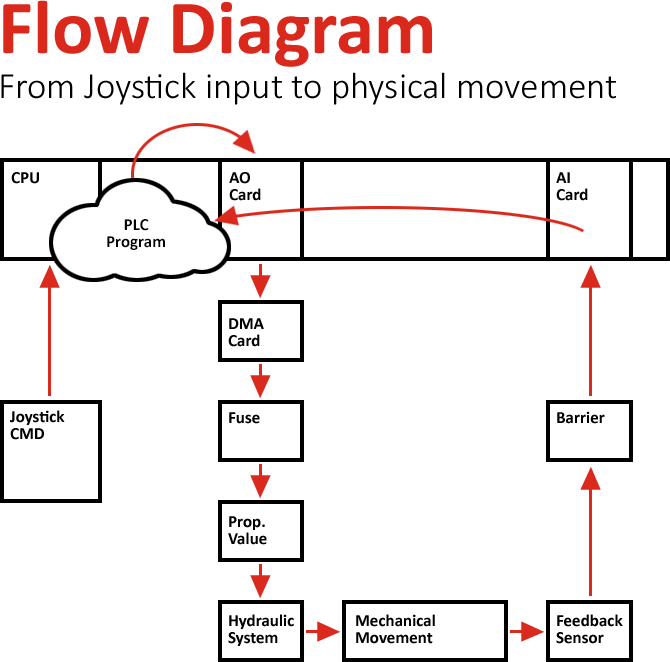 Flow Diagram
From Joystick input to physical movement
CPU
AO
Card
AI
Card
PLC
Program
DMA
Card
Joystick
CMD
Fuse
Barrier
Prop.
Value
Hydraulic
System
Mechanical
Movement
Feedback
Sensor